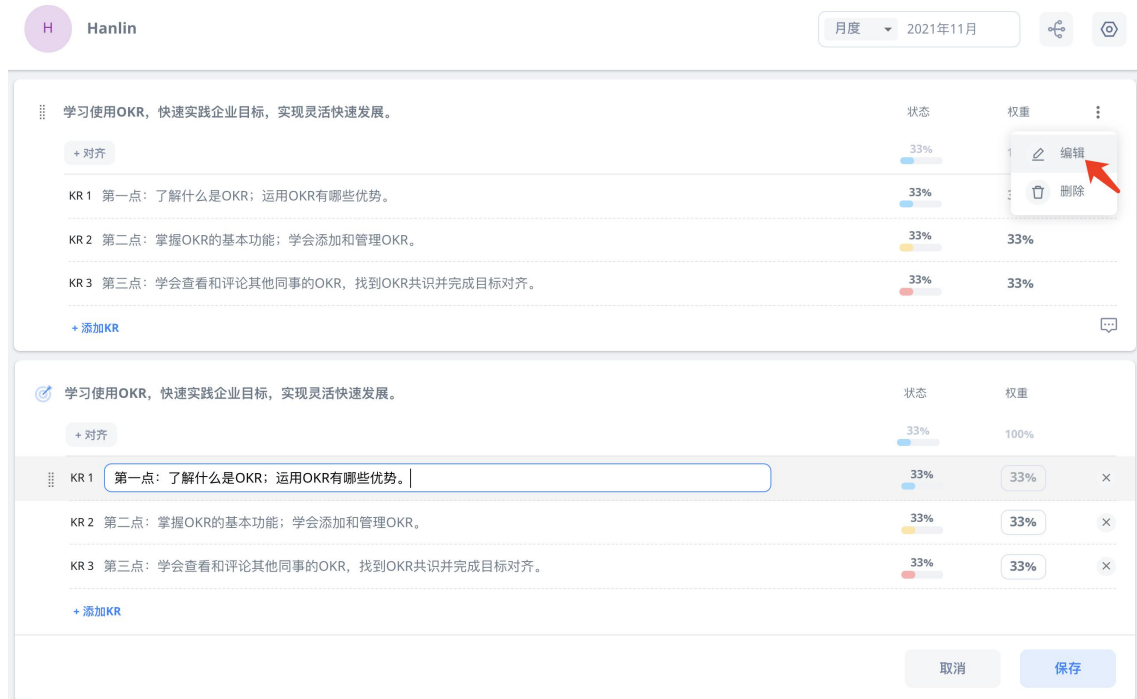 H Hanlin 月度 2021年11月
学习使用OKR，快速实践企业目标，实现灵活快速发展。 状态 权重
+ 对齐 33% 编辑
KR 1 第一点：了解什么是OKR；运用OKR有哪些优势。 33% 删除
KR 2 第二点：掌握OKR的基本功能；学会添加和管理OKR。 33% 33%
KR 3 第三点：学会查看和评论其他同事的OKR，找到OKR共识并完成目标对齐。 33% 33%
+ 添加KR
学习使用OKR，快速实践企业目标，实现灵活快速发展。 状态 权重
+ 对齐 33% 100%
KR 1 第一点：了解什么是OKR；运用OKR有哪些优势。 33% 33%
KR 2 第二点：掌握OKR的基本功能；学会添加和管理OKR。 33% 33%
KR 3 第三点：学会查看和评论其他同事的OKR，找到OKR共识并完成目标对齐。 33% 33%
+ 添加KR
取消 保存